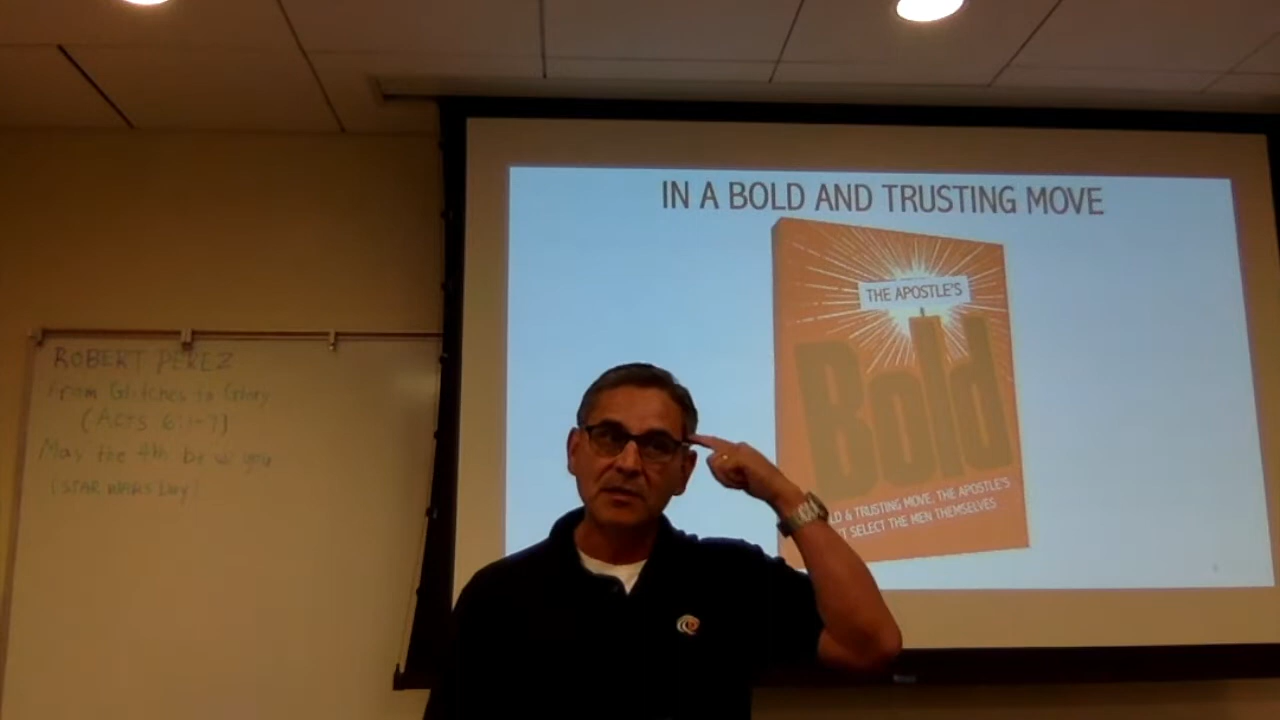 ROBERT PEREZ
From Glitches to Glory
(Acts 6:1-7)
May the 4th be w you
(STAR WARS Day)
IN A BOLD AND TRUSTING MOVE
THE APOSTLE'S
Bold
LD & TRUSTING MOVE, THE APOSTLE'S
T SELECT THE MEN THEMSELVES